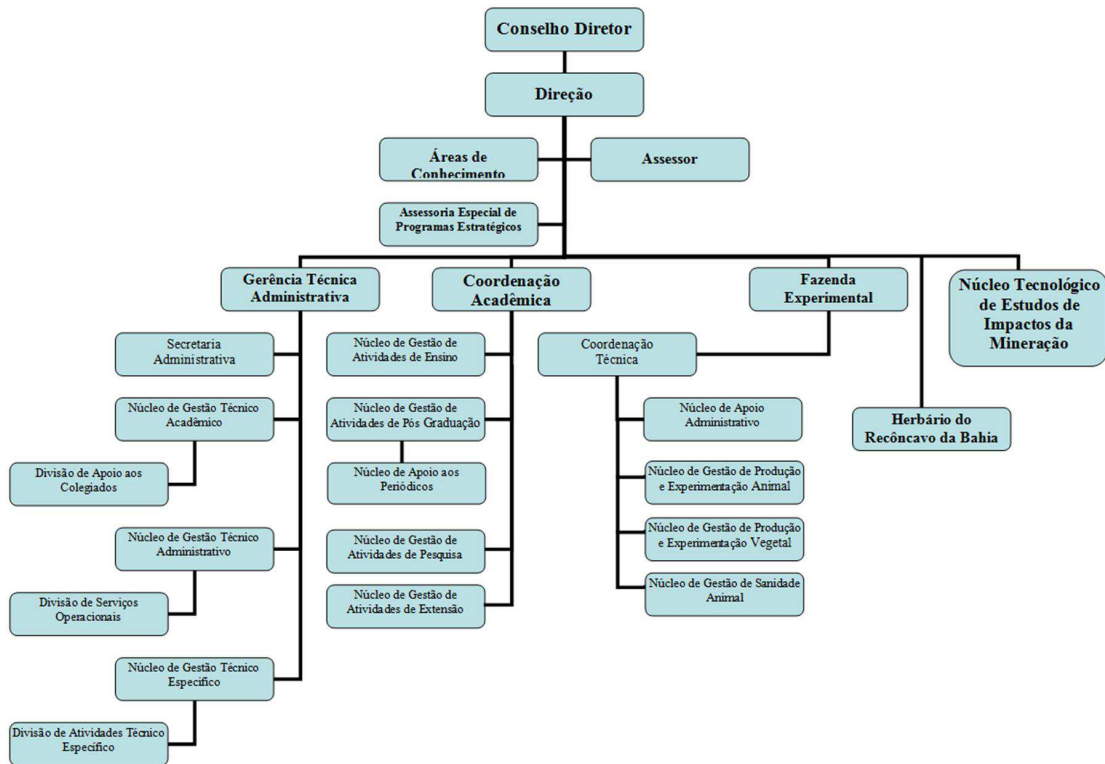 Conselho Diretor
Direção
Áreas de
Conhecimento
Assessor
Assessoria Especial de
Programas Estratégicos
Gerência Técnica
Administrativa
Coordenação
Acadêmica
Fazenda
Experimental
Núcleo Tecnológico
de Estudos de
Impactos da
Mineração
Herbário do
Recôncavo da Bahia
Secretaria
Administrativa
Núcleo de Gestão Técnico
Acadêmico
Divisão de Apoio aos
Colegiados
Núcleo de Gestão Técnico
Administrativo
Divisão de Serviços
Operacionais
Núcleo de Gestão Técnico
Especifico
Divisão de Atividades Técnico
Específico
Núcleo de Gestão de
Atividades de Ensino
Núcleo de Gestão de
Atividades de Pós Graduação
Núcleo de Apoio aos
Periódicos
Núcleo de Gestão de
Atividades de Pesquisa
Núcleo de Gestão de
Atividades de Extensão
Coordenação
Técnica
Núcleo de Apoio
Administrativo
Núcleo de Gestão de Produção
e Experimentação Animal
Núcleo de Gestão de Produção
e Experimentação Vegetal
Núcleo de Gestão de Sanidade
Animal